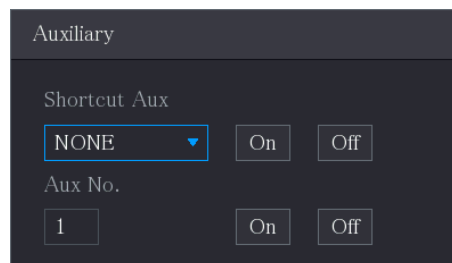 Auxiliary
Shortcut Aux
NONE On Off
Aux No.
1 On Off